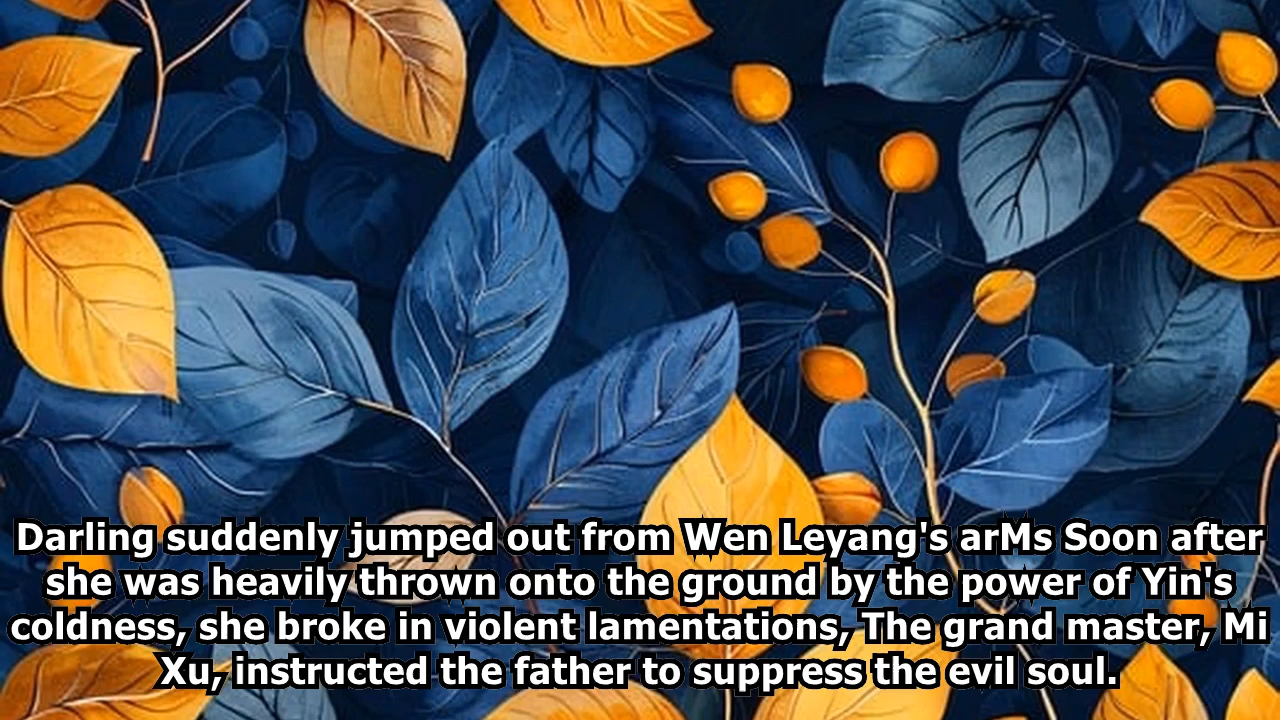 Darling suddenly jumped out from Wen Leyang's arMs Soon after
she was heavily thrown onto the ground by the power of Yin's
coldness, she broke in violent lamentations, The grand master, Mi
Xu, instructed the father to suppress the evil soul.